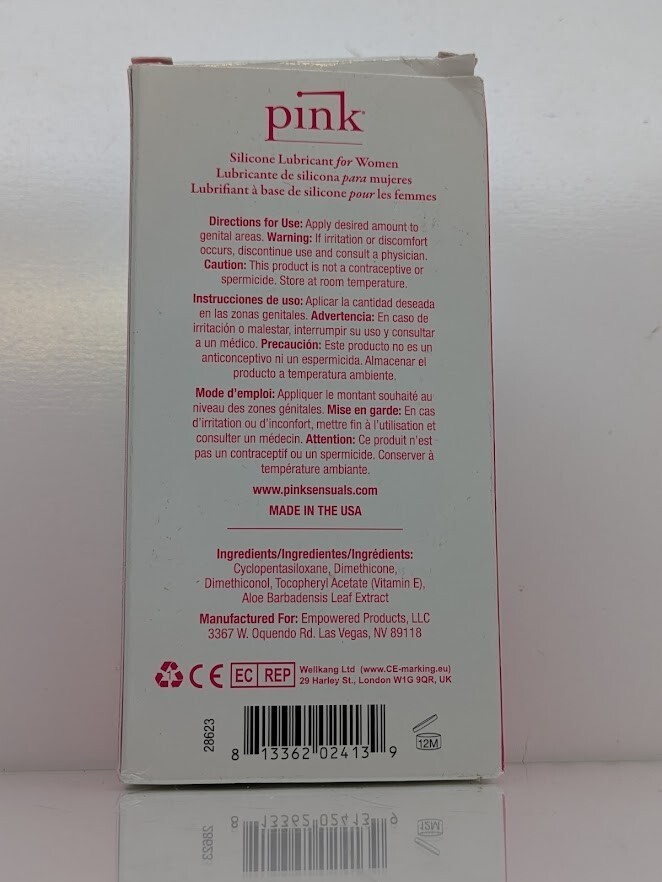 pink
Silicone Lubricant for Women
Lubricante de silicona para mujeres
Lubrifiant à base de silicone pour les femmes
Directions for Use: Apply desired amount to
genital areas. Warning: If irritation or discomfort
occurs, discontinue use and consult a physician.
Caution: This product is not a contraceptive or
spermicide. Store at room temperature.
Instrucciones de uso: Aplicar la cantidad deseada
en las zonas genitales. Advertencia: En caso de
irritación o malestar, interrumpir su uso y consultar
a un médico. Precaución: Este producto no es un
anticonceptivo ni un espermicida. Almacenar el
producto a temperatura ambiente.
Mode d'emploi: Appliquer le montant souhaité au
niveau des zones génitales. Mise en garde: En cas
d'irritation ou d'inconfort, mettre fin à l'utilisation et
consulter un médecin. Attention: Ce produit n'est
pas un contraceptif ou un spermicide. Conserver à
température ambiante.
www.pinksensuals.com
MADE IN THE USA
Ingredients/Ingredientes/Ingrédients:
Cyclopentasiloxane, Dimethicone,
Dimethiconol, Tocopheryl Acetate (Vitamin E),
Aloe Barbadensis Leaf Extract
Manufactured For: Empowered Products, LLC
3367 W. Oquendo Rd. Las Vegas, NV 89118
1 CE EC REP Wellkang Ltd (www.CE-marking.eu)
29 Harley St., London W1G 9QR, UK
28623
8 13362 02413 9
12M